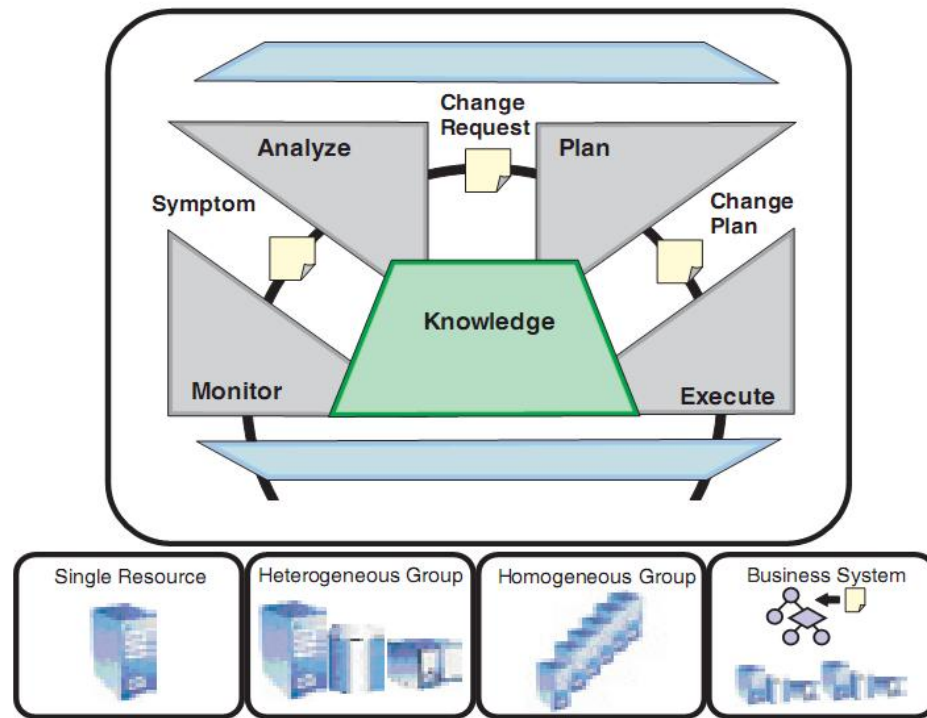 Change
Request
Analyze
Plan
Symptom
Change
Plan
Knowledge
Monitor
Execute
Single Resource
Heterogeneous Group
Homogeneous Group
Business System